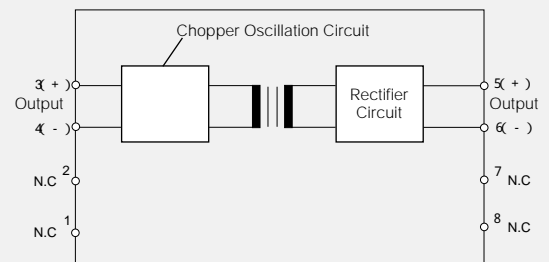 Chopper Oscillation Circuit
3( + )
Output
4( - )
Rectifier
Circuit
5( + )
Output
6( - )
2
N.C
7
N.C
1
N.C
8
N.C